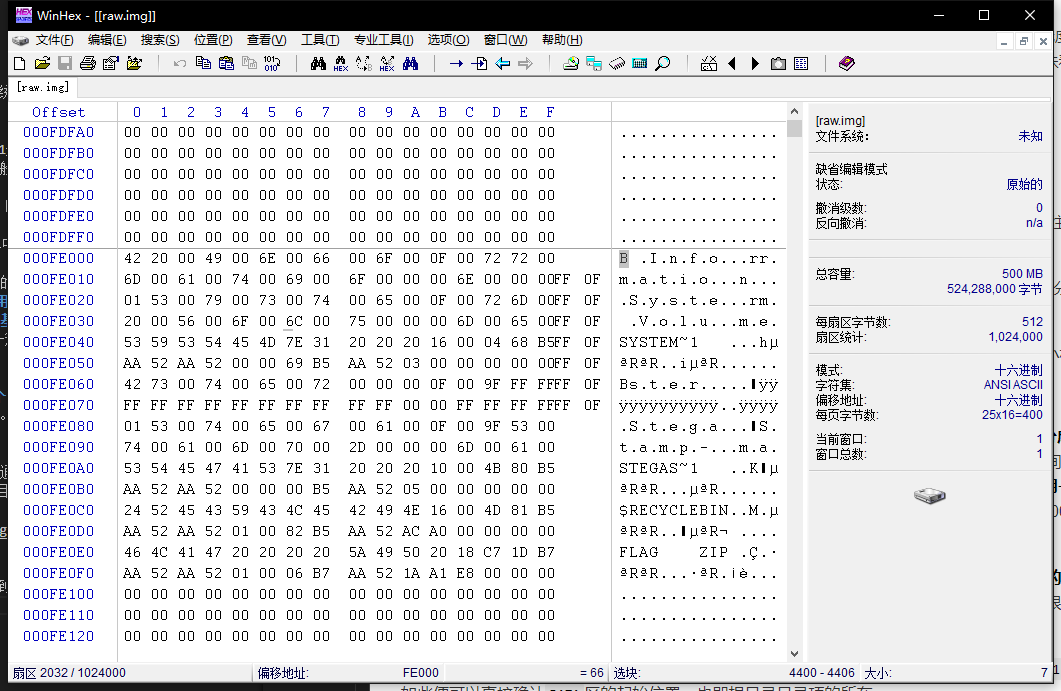 WinHex - [[raw.img]]
文件(F) 编辑(E) 搜索(S) 位置(P) 查看(V) 工具(T) 专业工具(I) 选项(O) 窗口(W) 帮助(H)
[raw.img]
Offset 0 1 2 3 4 5 6 7 8 9 A B C D E F
000FDFA0 00 00 00 00 00 00 00 00 00 00 00 00 00 00 00 00 ................
000FDFB0 00 00 00 00 00 00 00 00 00 00 00 00 00 00 00 00 ................
000FDFC0 00 00 00 00 00 00 00 00 00 00 00 00 00 00 00 00 ................
000FDFD0 00 00 00 00 00 00 00 00 00 00 00 00 00 00 00 00 ................
000FDFE0 00 00 00 00 00 00 00 00 00 00 00 00 00 00 00 00 ................
000FDFF0 00 00 00 00 00 00 00 00 00 00 00 00 00 00 00 00 ................
000FE000 42 20 00 49 00 6E 00 66 00 6F 00 0F 00 72 72 00 B .I.n.f.o...rr.
000FE010 6D 00 61 00 74 00 69 00 6F 00 00 00 6E 00 00 00FF 0F m.a.t.i.o...n...
000FE020 01 53 00 79 00 73 00 74 00 65 00 0F 00 72 6D 00FF 0F .S.y.s.t.e...rm.
000FE030 20 00 56 00 6F 00 6C 00 75 00 00 00 6D 00 65 00FF 0F .V.o.l.u...m.e.
000FE040 53 59 53 54 45 4D 7E 31 20 20 20 16 00 04 68 B5FF 0F SYSTEM~1 ...hµ
000FE050 AA 52 AA 52 00 00 69 B5 AA 52 03 00 00 00 00 00FF 0F ªRªR..iµªR......
000FE060 42 73 00 74 00 65 00 72 00 00 00 0F 00 9F FF FFFF 0F Bs.t.e.r.....Ÿÿÿ
000FE070 FF FF FF FF FF FF FF FF FF FF 00 00 FF FF FF FFFF 0F ÿÿÿÿÿÿÿÿÿÿ..ÿÿÿÿ
000FE080 01 53 00 74 00 65 00 67 00 61 00 0F 00 9F 53 00 .S.t.e.g.a...ŸS.
000FE090 74 00 61 00 6D 00 70 00 2D 00 00 00 6D 00 61 00 t.a.m.p.-...m.a.
000FE0A0 53 54 45 47 41 53 7E 31 20 20 20 10 00 4B 80 B5 STEGAS~1 ..K€µ
000FE0B0 AA 52 AA 52 00 00 00 B5 AA 52 05 00 00 00 00 00 ªRªR...µªR......
000FE0C0 24 52 45 43 59 43 4C 45 42 49 4E 16 00 4D 81 B5 $RECYCLEBIN..M.µ
000FE0D0 AA 52 AA 52 01 00 82 B5 AA 52 AC A0 00 00 00 00 ªRªR..‚µªR¬ ....
000FE0E0 46 4C 41 47 20 20 20 20 5A 49 50 20 18 C7 1D B7 FLAG ZIP .Ç.·
000FE0F0 AA 52 AA 52 01 00 06 B7 AA 52 1A A1 E8 00 00 00 ªRªR...·ªR.¡è...
000FE100 00 00 00 00 00 00 00 00 00 00 00 00 00 00 00 00 ................
000FE110 00 00 00 00 00 00 00 00 00 00 00 00 00 00 00 00 ................
000FE120 00 00 00 00 00 00 00 00 00 00 00 00 00 00 00 00 ................
[raw.img]
文件系统: 未知
缺省编辑模式
状态: 原始的
撤消级数: 0
反向撤消: n/a
总容量: 500 MB
524,288,000 字节
每扇区字节数: 512
扇区统计: 1,024,000
模式: 十六进制
字符集: ANSI ASCII
偏移地址: 十六进制
每页字节数: 25x16=400
当前窗口: 1
窗口总数: 1
扇区 2032 / 1024000 偏移地址: FE000 = 66 选块: 4400 - 4406 大小: 7